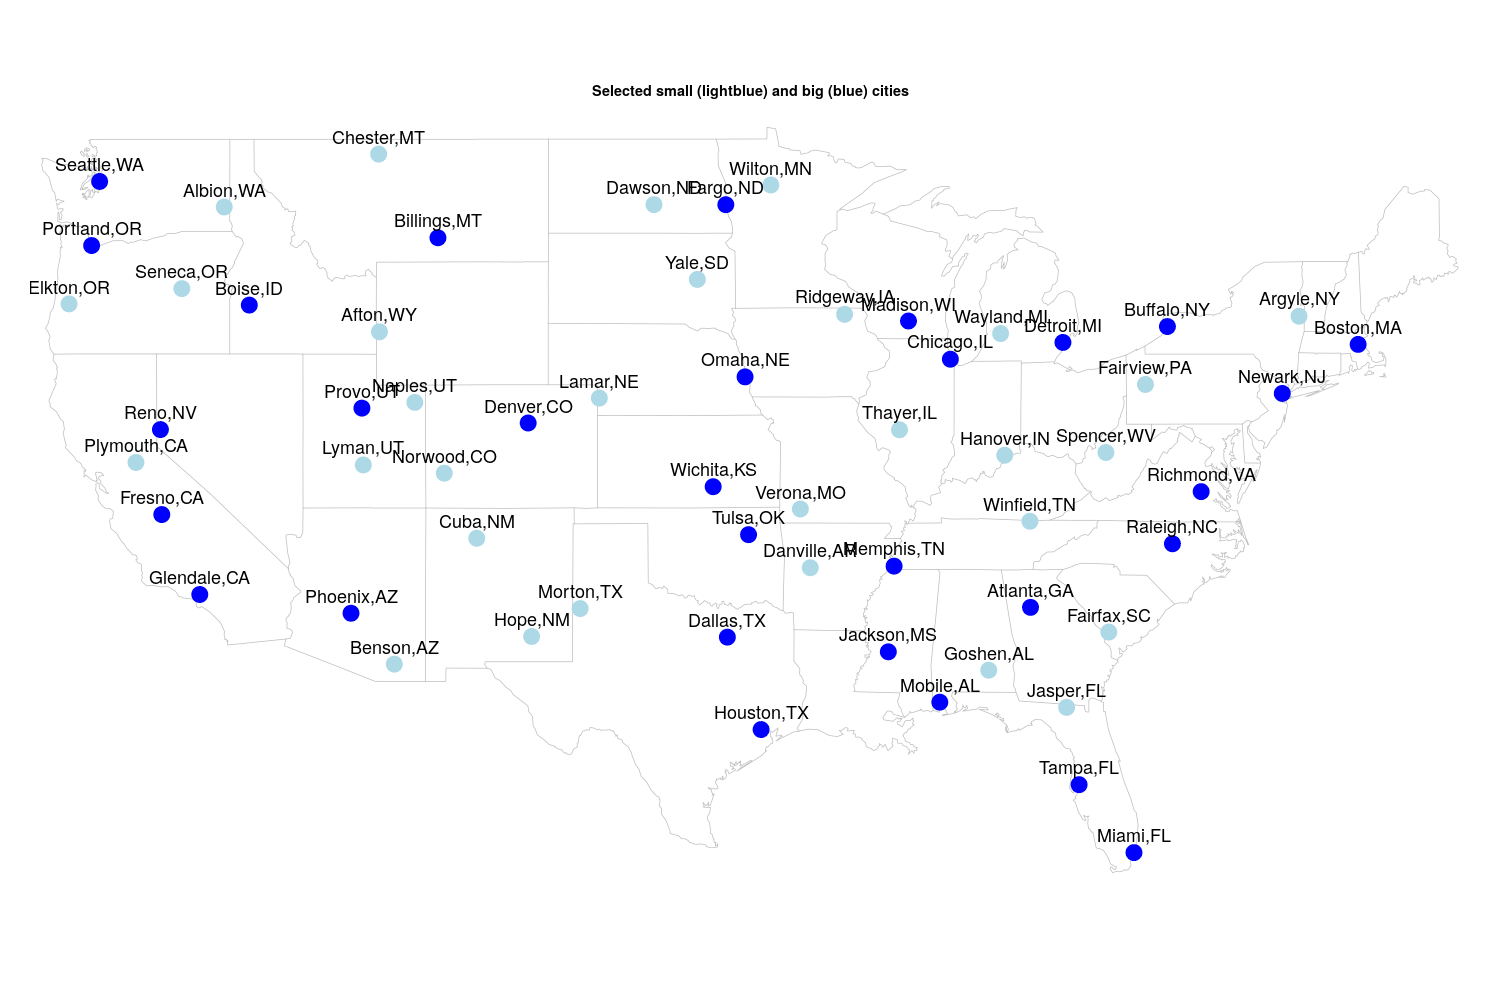 Selected small (lightblue) and big (blue) cities
Chester,MT
Seattle,WA
Wilton,MN
Albion,WA
Dawson,ND
Fargo,ND
Billings,MT
Portland,OR
Yale,SD
Seneca,OR
Elkton,OR
Boise,ID
Ridgeway,IA
Argyle,NY
Madison,WI
Buffalo,NY
Afton,WY
Wayland,MI
Detroit,MI
Boston,MA
Chicago,IL
Omaha,NE
Fairview,PA
Newark,NJ
Lamar,NE
Naples,UT
Provo,UT
Denver,CO
Reno,NV
Thayer,IL
Spencer,WV
Hanover,IN
Plymouth,CA
Lyman,UT
Norwood,CO
Wichita,KS
Richmond,VA
Verona,MO
Fresno,CA
Winfield,TN
Tulsa,OK
Cuba,NM
Raleigh,NC
Danville,AR
Memphis,TN
Glendale,CA
Morton,TX
Atlanta,GA
Phoenix,AZ
Fairfax,SC
Hope,NM
Dallas,TX
Jackson,MS
Benson,AZ
Goshen,AL
Mobile,AL
Jasper,FL
Houston,TX
Tampa,FL
Miami,FL